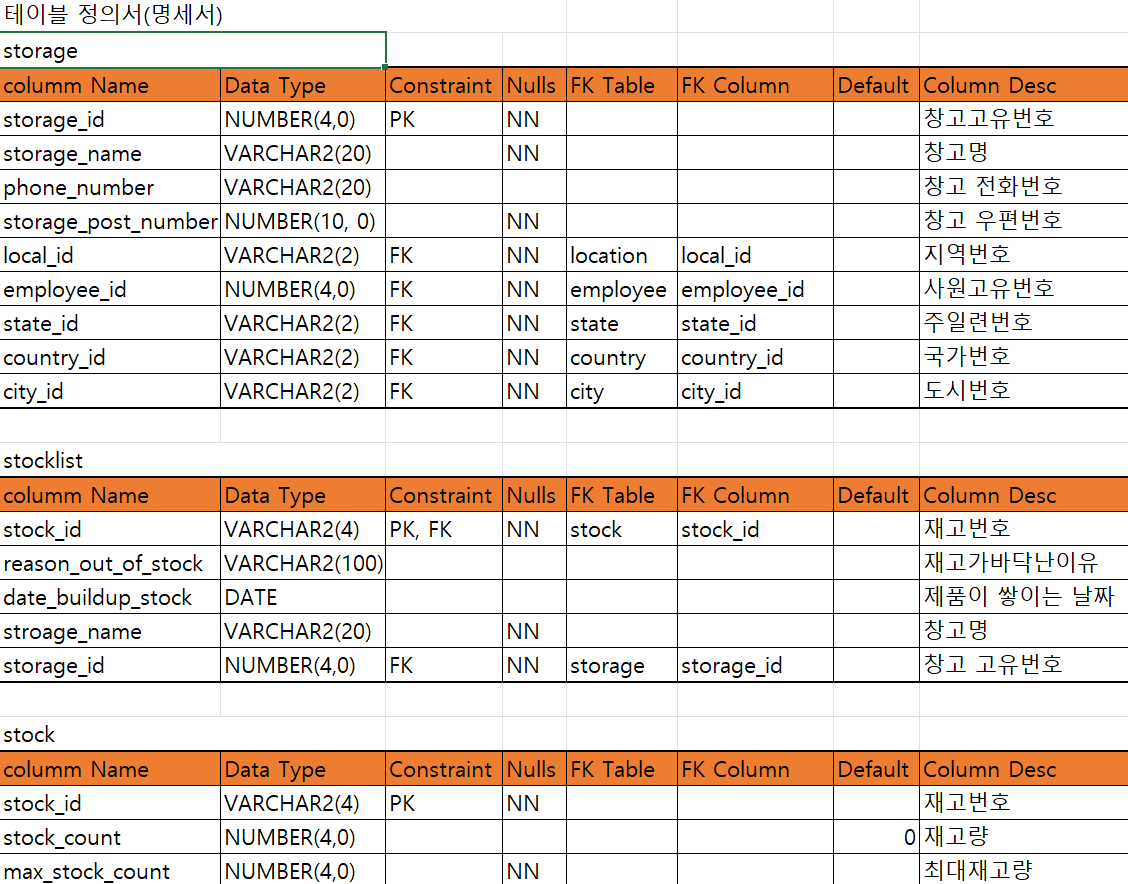 테이블 정의서(명세서)
storage
columm Name Data Type Constraint Nulls FK Table FK Column Default Column Desc
storage_id NUMBER(4,0) PK NN 창고고유번호
storage_name VARCHAR2(20) NN 창고명
phone_number VARCHAR2(20) 창고 전화번호
storage_post_number NUMBER(10, 0) NN 창고 우편번호
local_id VARCHAR2(2) FK NN location local_id 지역번호
employee_id NUMBER(4,0) FK NN employee employee_id 사원고유번호
state_id VARCHAR2(2) FK NN state state_id 주일련번호
country_id VARCHAR2(2) FK NN country country_id 국가번호
city_id VARCHAR2(2) FK NN city city_id 도시번호
stocklist
columm Name Data Type Constraint Nulls FK Table FK Column Default Column Desc
stock_id VARCHAR2(4) PK, FK NN stock stock_id 재고번호
reason_out_of_stock VARCHAR2(100) 재고가바닥난이유
date_buildup_stock DATE 제품이 쌓이는 날짜
stroage_name VARCHAR2(20) NN 창고명
storage_id NUMBER(4,0) FK NN storage storage_id 창고 고유번호
stock
columm Name Data Type Constraint Nulls FK Table FK Column Default Column Desc
stock_id VARCHAR2(4) PK NN 재고번호
stock_count NUMBER(4,0) 0 재고량
max_stock_count NUMBER(4,0) NN 최대재고량